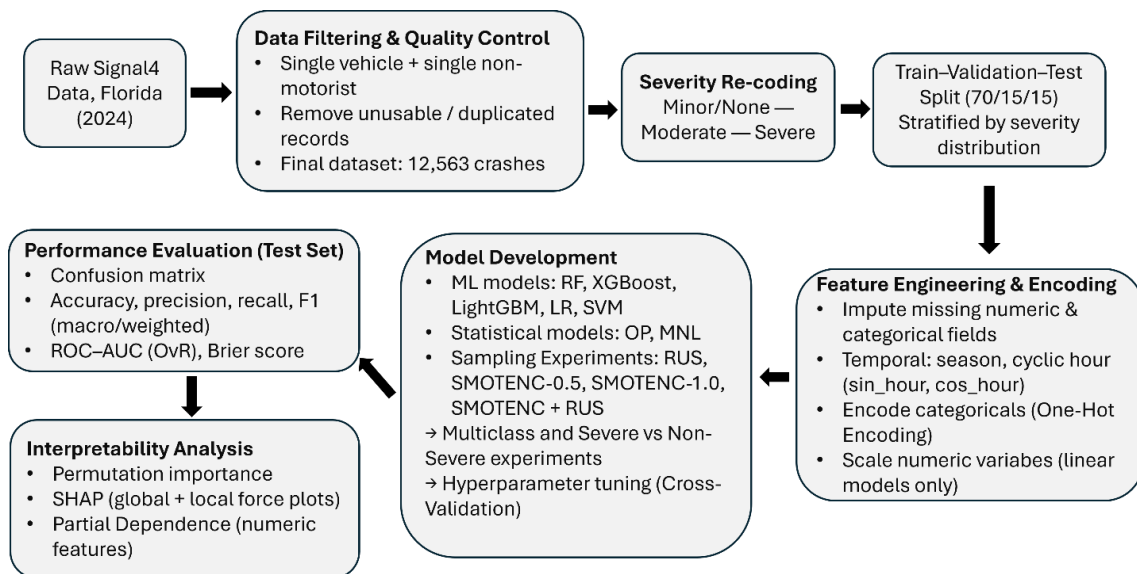 Raw Signal4
Data, Florida
(2024)
Data Filtering & Quality Control
• Single vehicle + single non-
motorist
• Remove unusable / duplicated
records
• Final dataset: 12,563 crashes
Severity Re-coding
Minor/None —
Moderate — Severe
Train–Validation–Test
Split (70/15/15)
Stratified by severity
distribution
Feature Engineering & Encoding
• Impute missing numeric &
categorical fields
• Temporal: season, cyclic hour
(sin_hour, cos_hour)
• Encode categoricals (One-Hot
Encoding)
• Scale numeric variabes (linear
models only)
Model Development
• ML models: RF, XGBoost,
LightGBM, LR, SVM
• Statistical models: OP, MNL
• Sampling Experiments: RUS,
SMOTENC-0.5, SMOTENC-1.0,
SMOTENC + RUS
→ Multiclass and Severe vs Non-
Severe experiments
→ Hyperparameter tuning (Cross-
Validation)
Performance Evaluation (Test Set)
• Confusion matrix
• Accuracy, precision, recall, F1
(macro/weighted)
• ROC–AUC (OvR), Brier score
Interpretability Analysis
• Permutation importance
• SHAP (global + local force plots)
• Partial Dependence (numeric
features)